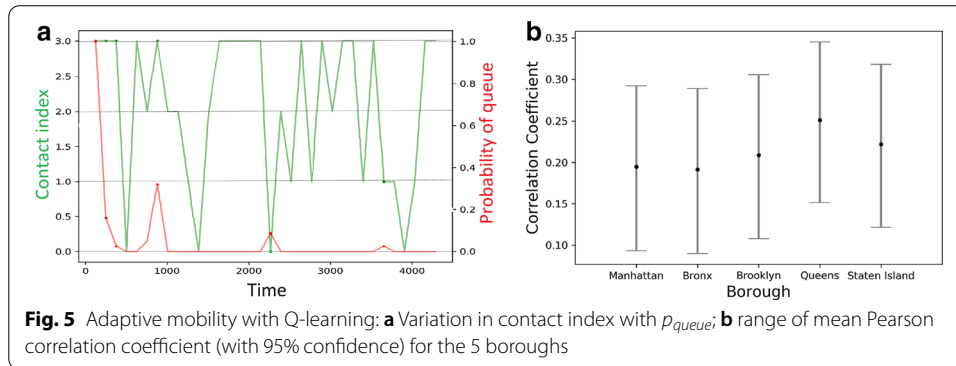 a
b
Contact index
3.0
2.5
2.0
1.5
1.0
0.5
0.0
1.0
0.8
0.6
0.4
0.2
0.0
Probability of queue
0 1000 2000 3000 4000
Time
Correlation Coefficient
0.35
0.30
0.25
0.20
0.15
0.10
Manhattan Bronx Brooklyn Queens Staten Island
Borough
Fig. 5 Adaptive mobility with Q-learning: a Variation in contact index with p_queue; b range of mean Pearson
correlation coefficient (with 95% confidence) for the 5 boroughs